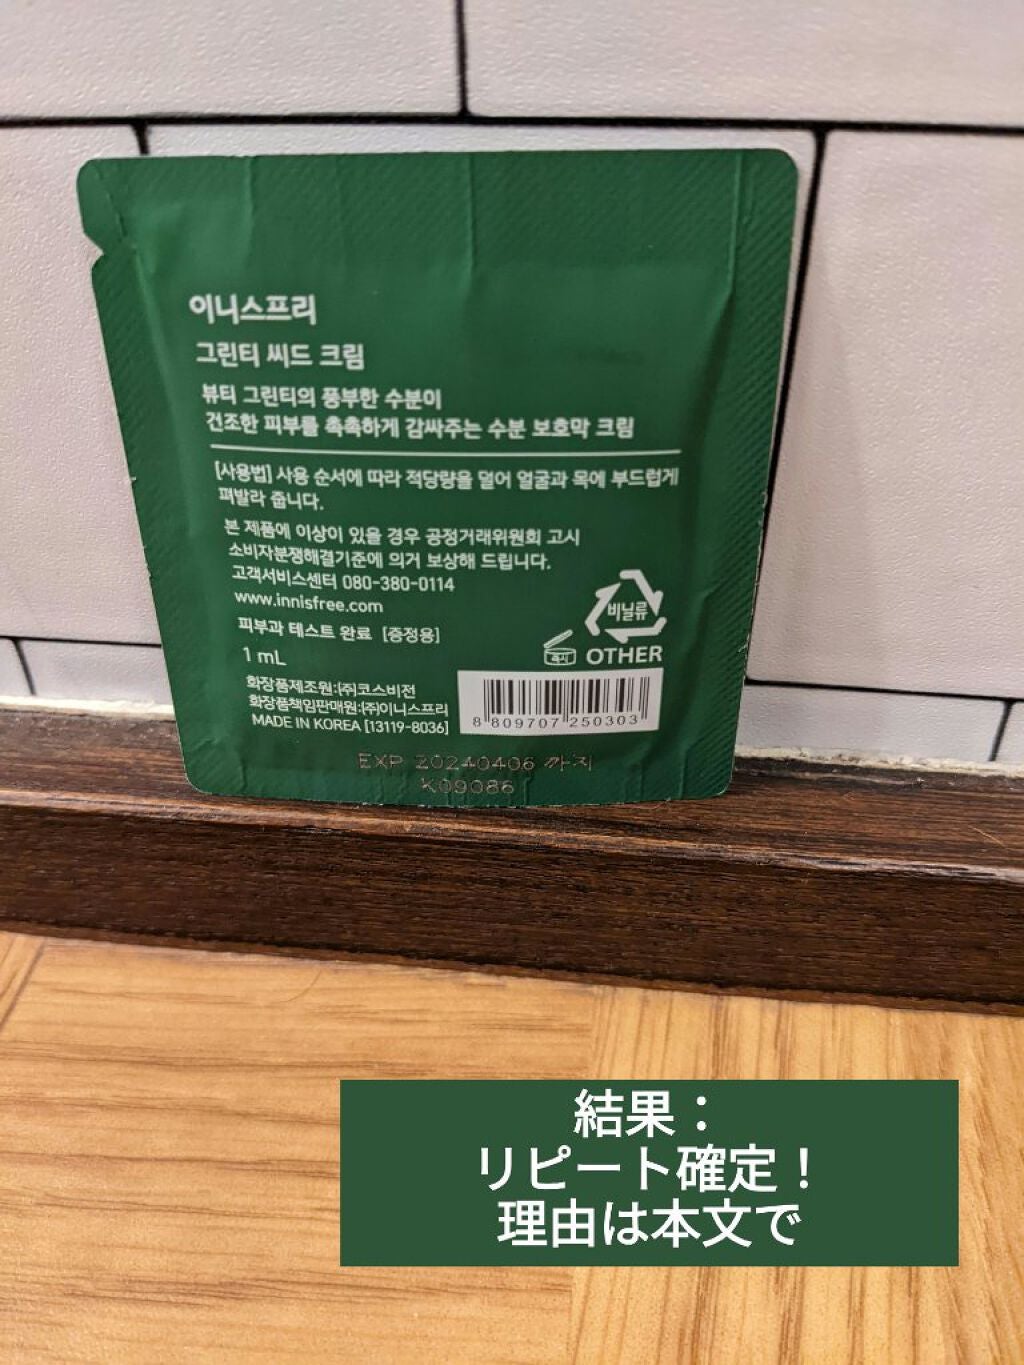 이니스프리
그린티 씨드 크림
뷰티 그린티의 풍부한 수분이
건조한 피부를 촉촉하게 감싸주는 수분 보호막 크림
[사용법] 사용 순서에 따라 적당량을 덜어 얼굴과 목에 부드럽게
펴발라 줍니다.
본 제품에 이상이 있을 경우 공정거래위원회 고시
소비자분쟁해결기준에 의거 보상해 드립니다.
고객서비스센터 080-380-0114
www.innisfree.com
피부과 테스트 완료 [증정용]
1 mL
비닐류
즉시
OTHER
화장품제조원:㈜코스비전
화장품책임판매원:㈜이니스프리
MADE IN KOREA [13119-8036]
8 809707 250303
EXP 20240406 까지
K09086
結果：
リピート確定！
理由は本文で